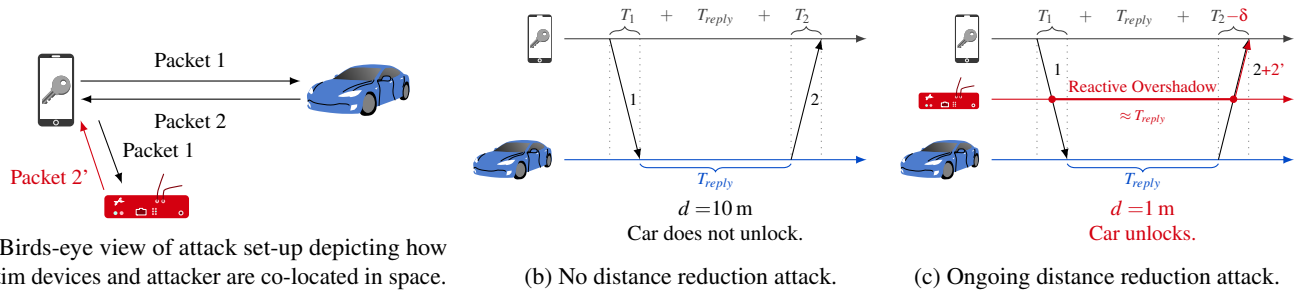 Packet 1
Packet 2
Packet 1
Packet 2'
Birds-eye view of attack set-up depicting how
tim devices and attacker are co-located in space.
T1 + Treply + T2
1
2
Treply
d =10 m
Car does not unlock.
(b) No distance reduction attack.
T1 + Treply + T2−δ
1
2+2'
Reactive Overshadow
≈ Treply
Treply
d =1 m
Car unlocks.
(c) Ongoing distance reduction attack.